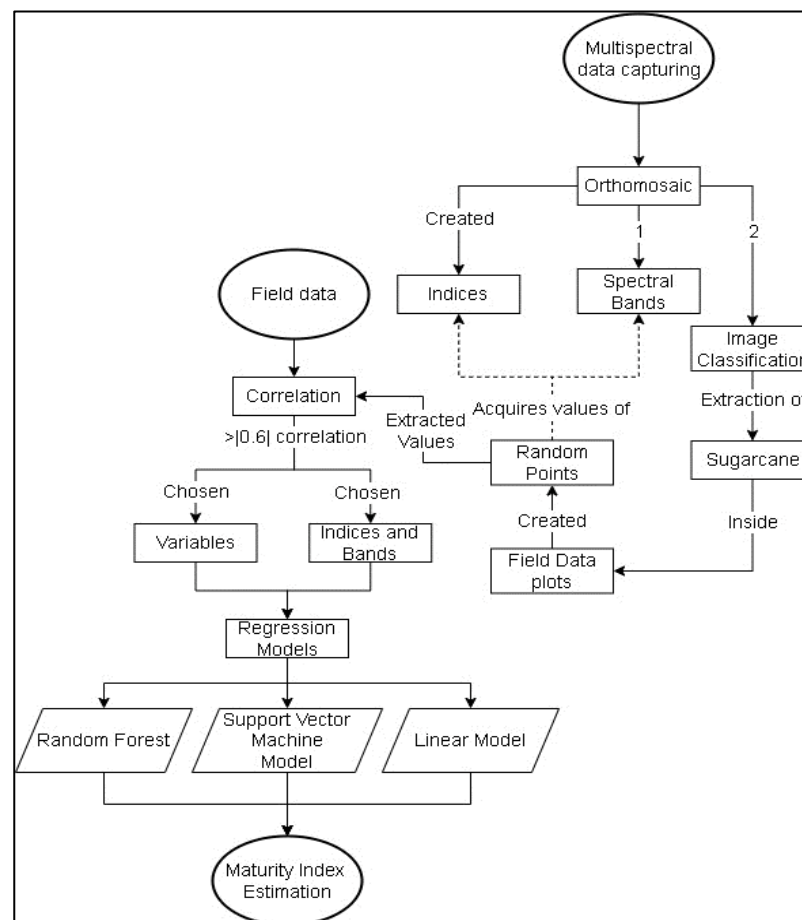 Multispectral
data capturing
Orthomosaic
Created
1
2
Field data
Indices
Spectral
Bands
Image
Classification
Correlation
Extracted
Values
Acquires values of
Extraction of
>|0.6| correlation
Random
Points
Sugarcane
Chosen
Chosen
Created
Inside
Variables
Indices and
Bands
Field Data
plots
Regression
Models
Random Forest
Support Vector
Machine
Model
Linear Model
Maturity Index
Estimation